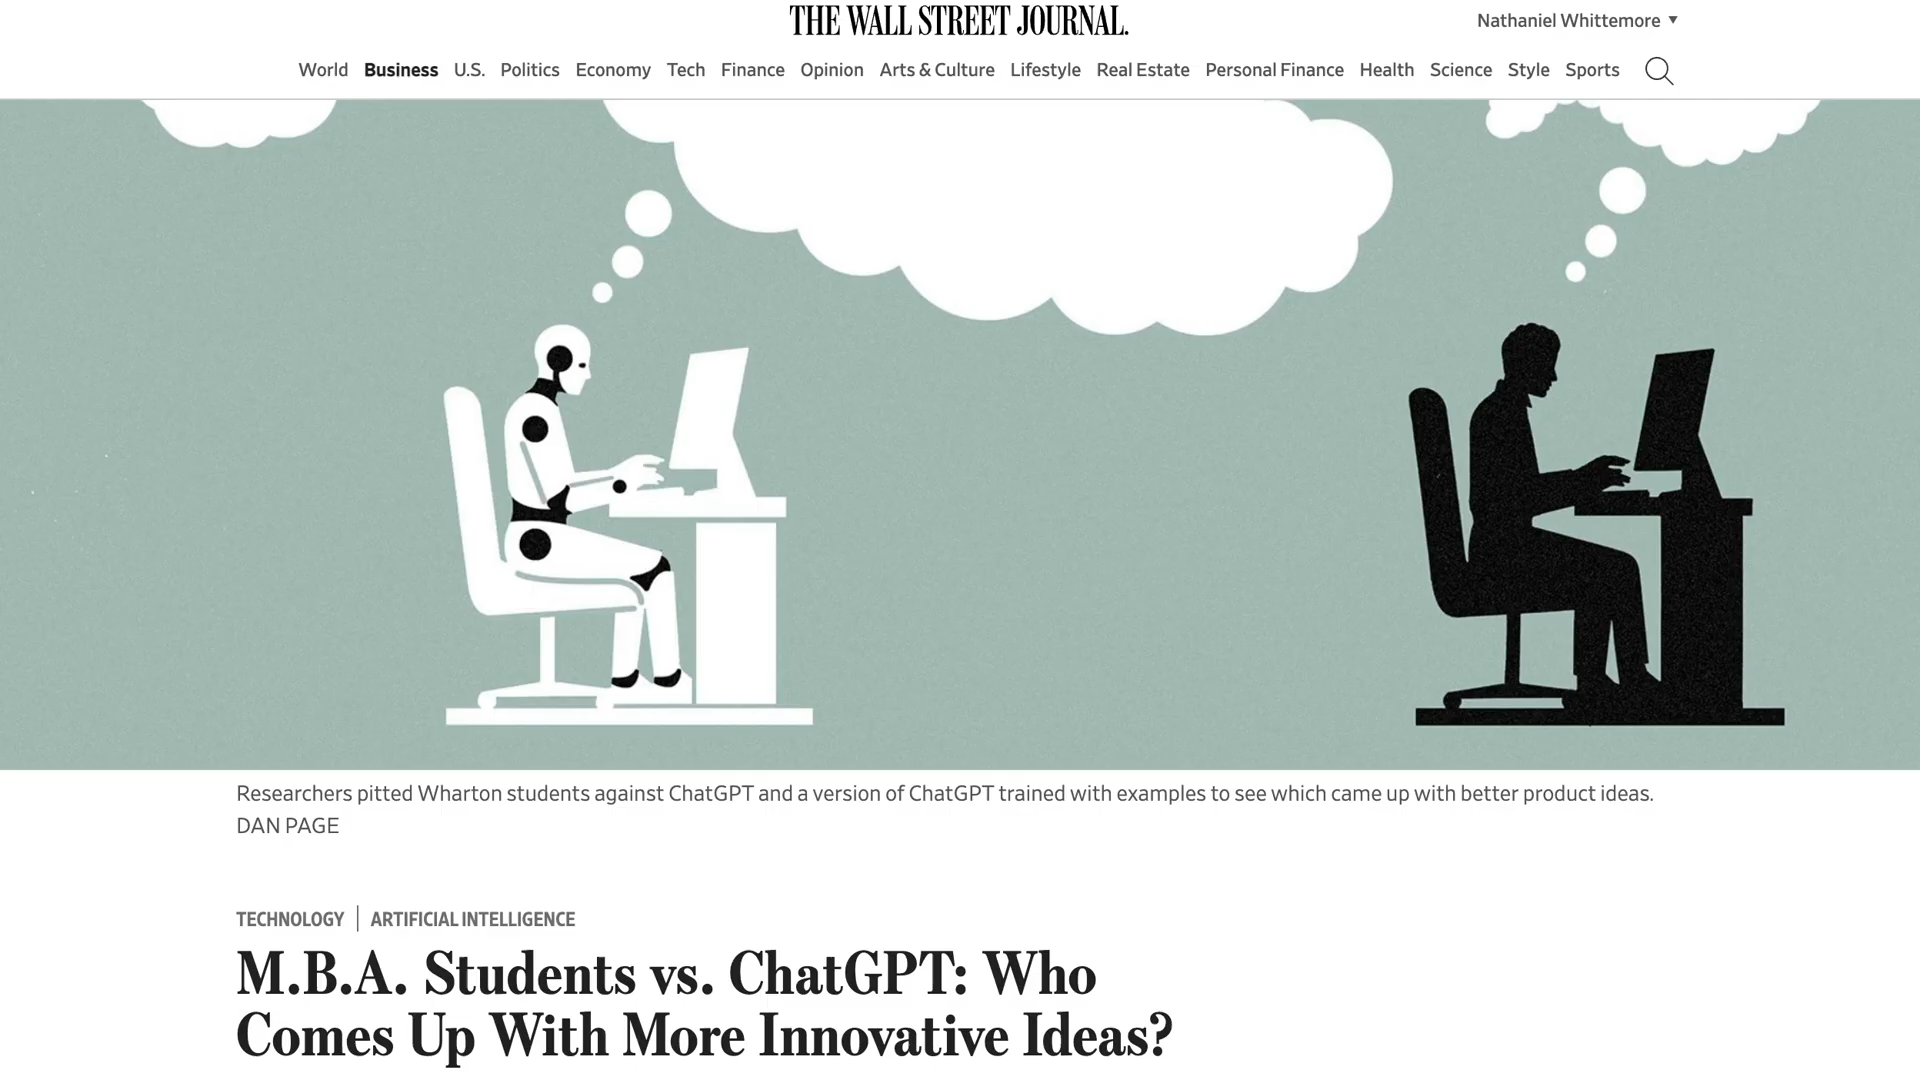 THE WALL STREET JOURNAL.
Nathaniel Whittemore ▼
World Business U.S. Politics Economy Tech Finance Opinion Arts & Culture Lifestyle Real Estate Personal Finance Health Science Style Sports
Researchers pitted Wharton students against ChatGPT and a version of ChatGPT trained with examples to see which came up with better product ideas.
DAN PAGE
TECHNOLOGY | ARTIFICIAL INTELLIGENCE
M.B.A. Students vs. ChatGPT: Who
Comes Up With More Innovative Ideas?